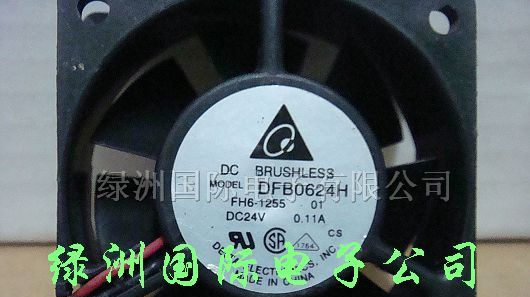 DC BRUSHLESS
MODEL DFB0624H
FH6-1255 01
DC24V 0.11A
1764
CS
ELECTRONICS, INC.
MADE IN CHINA
绿洲国际电子有限公司
绿洲国际电子公司